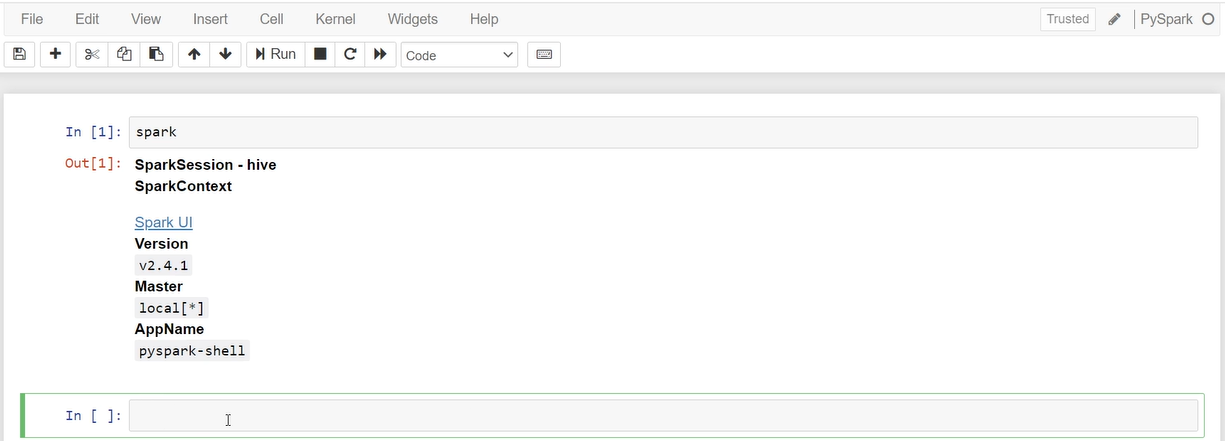 File Edit View Insert Cell Kernel Widgets Help Trusted PySpark
Run Code
In [1]: spark
Out[1]: SparkSession - hive
SparkContext
Spark UI
Version
v2.4.1
Master
local[*]
AppName
pyspark-shell
In [ ]: